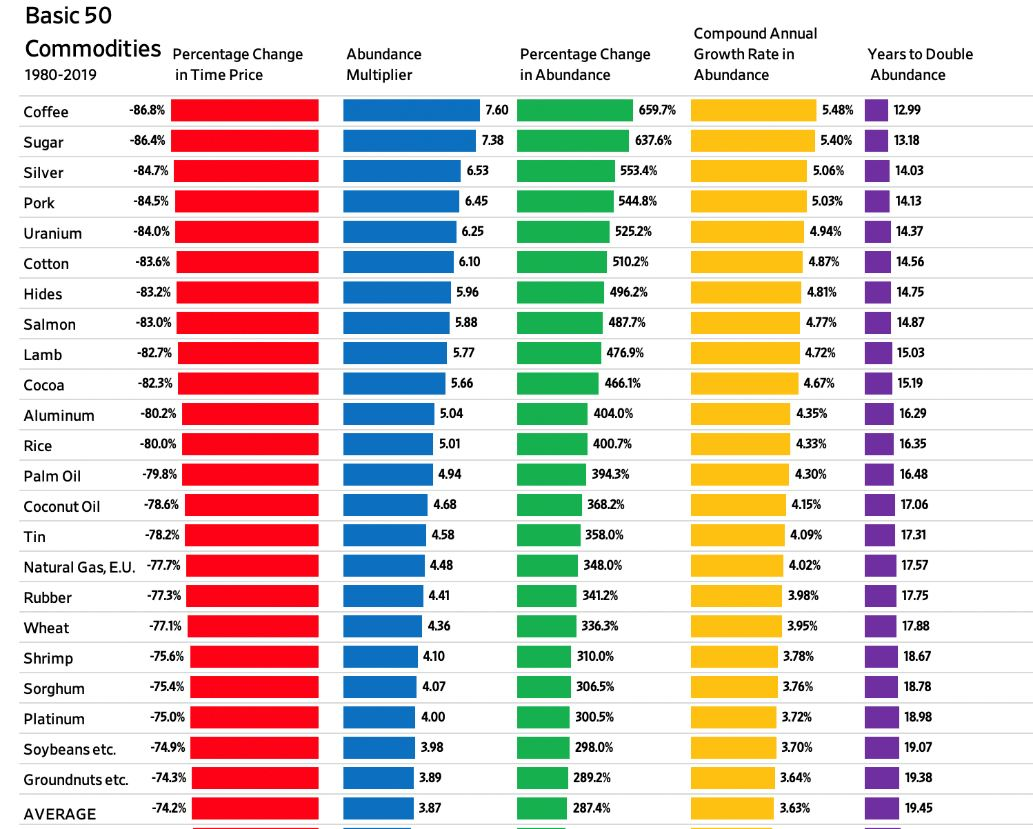 Basic 50
Commodities
1980-2019
Percentage Change
in Time Price
Abundance
Multiplier
Percentage Change
in Abundance
Compound Annual
Growth Rate in
Abundance
Years to Double
Abundance
Coffee -86.8% 7.60 659.7% 5.48% 12.99
Sugar -86.4% 7.38 637.6% 5.40% 13.18
Silver -84.7% 6.53 553.4% 5.06% 14.03
Pork -84.5% 6.45 544.8% 5.03% 14.13
Uranium -84.0% 6.25 525.2% 4.94% 14.37
Cotton -83.6% 6.10 510.2% 4.87% 14.56
Hides -83.2% 5.96 496.2% 4.81% 14.75
Salmon -83.0% 5.88 487.7% 4.77% 14.87
Lamb -82.7% 5.77 476.9% 4.72% 15.03
Cocoa -82.3% 5.66 466.1% 4.67% 15.19
Aluminum -80.2% 5.04 404.0% 4.35% 16.29
Rice -80.0% 5.01 400.7% 4.33% 16.35
Palm Oil -79.8% 4.94 394.3% 4.30% 16.48
Coconut Oil -78.6% 4.68 368.2% 4.15% 17.06
Tin -78.2% 4.58 358.0% 4.09% 17.31
Natural Gas, E.U. -77.7% 4.48 348.0% 4.02% 17.57
Rubber -77.3% 4.41 341.2% 3.98% 17.75
Wheat -77.1% 4.36 336.3% 3.95% 17.88
Shrimp -75.6% 4.10 310.0% 3.78% 18.67
Sorghum -75.4% 4.07 306.5% 3.76% 18.78
Platinum -75.0% 4.00 300.5% 3.72% 18.98
Soybeans etc. -74.9% 3.98 298.0% 3.70% 19.07
Groundnuts etc. -74.3% 3.89 289.2% 3.64% 19.38
AVERAGE -74.2% 3.87 287.4% 3.63% 19.45